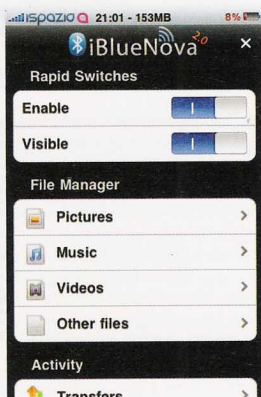 iSPAZIO 21:01 - 153MB 8%
iBlueNova 2.0 ×
Rapid Switches
Enable
Visible
File Manager
Pictures
Music
Videos
Other files
Activity
Transfers